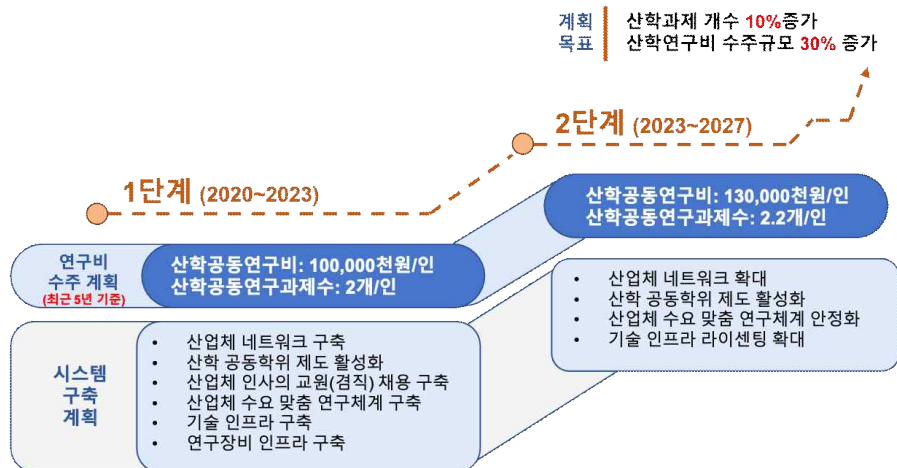 계획 목표
산학과제 개수 10%증가
산학연구비 수주규모 30% 증가
2단계 (2023~2027)
1단계 (2020~2023)
산학공동연구비: 130,000천원/인
산학공동연구과제수: 2.2개/인
연구비
수주 계획
(최근 5년 기준)
산학공동연구비: 100,000천원/인
산학공동연구과제수: 2개/인
• 산업체 네트워크 확대
• 산학 공동학위 제도 활성화
• 산업체 수요 맞춤 연구체계 안정화
• 기술 인프라 라이센팅 확대
시스템
구축
계획
• 산업체 네트워크 구축
• 산학 공동학위 제도 활성화
• 산업체 인사의 교원(겸직) 채용 구축
• 산업체 수요 맞춤 연구체계 구축
• 기술 인프라 구축
• 연구장비 인프라 구축